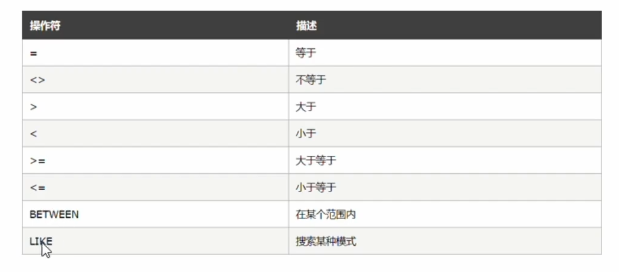 操作符 描述
= 等于
<> 不等于
> 大于
< 小于
>= 大于等于
<= 小于等于
BETWEEN 在某个范围内
LIKE 搜索某种模式